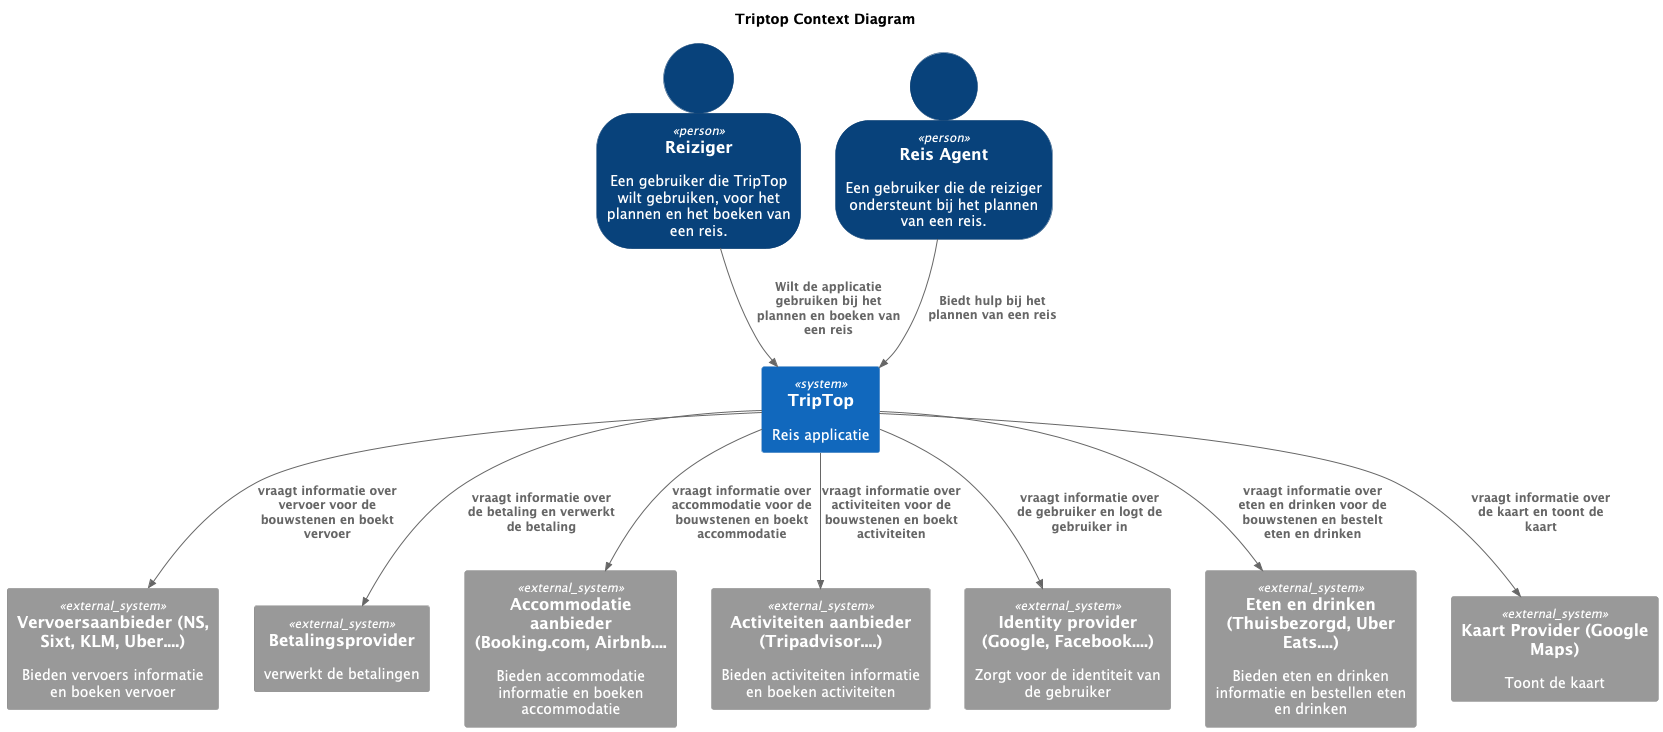 Triptop Context Diagram
«person»
Reiziger
Een gebruiker die TripTop
wilt gebruiken, voor het
plannen en het boeken van
een reis.
«person»
Reis Agent
Een gebruiker die de reiziger
ondersteunt bij het plannen
van een reis.
Wilt de applicatie
gebruiken bij het
plannen en boeken van
een reis
Biedt hulp bij het
plannen van een reis
«system»
TripTop
Reis applicatie
vraagt informatie over
vervoer voor de
bouwstenen en boekt
vervoer
vraagt informatie over
de betaling en verwerkt
de betaling
vraagt informatie over
accommodatie voor de
bouwstenen en boekt
accommodatie
vraagt informatie over
activiteiten voor de
bouwstenen en boekt
activiteiten
vraagt informatie over
de gebruiker en logt de
gebruiker in
vraagt informatie over
eten en drinken voor de
bouwstenen en bestelt
eten en drinken
vraagt informatie over
de kaart en toont de
kaart
«external_system»
Vervoersaanbieder (NS,
Sixt, KLM, Uber....)
Bieden vervoers informatie
en boeken vervoer
«external_system»
Betalingsprovider
verwerkt de betalingen
«external_system»
Accommodatie
aanbieder
(Booking.com, Airbnb....
Bieden accommodatie
informatie en boeken
accommodatie
«external_system»
Activiteiten aanbieder
(Tripadvisor....)
Bieden activiteiten informatie
en boeken activiteiten
«external_system»
Identity provider
(Google, Facebook....)
Zorgt voor de identiteit van
de gebruiker
«external_system»
Eten en drinken
(Thuisbezorgd, Uber
Eats....)
Bieden eten en drinken
informatie en bestellen eten
en drinken
«external_system»
Kaart Provider (Google
Maps)
Toont de kaart